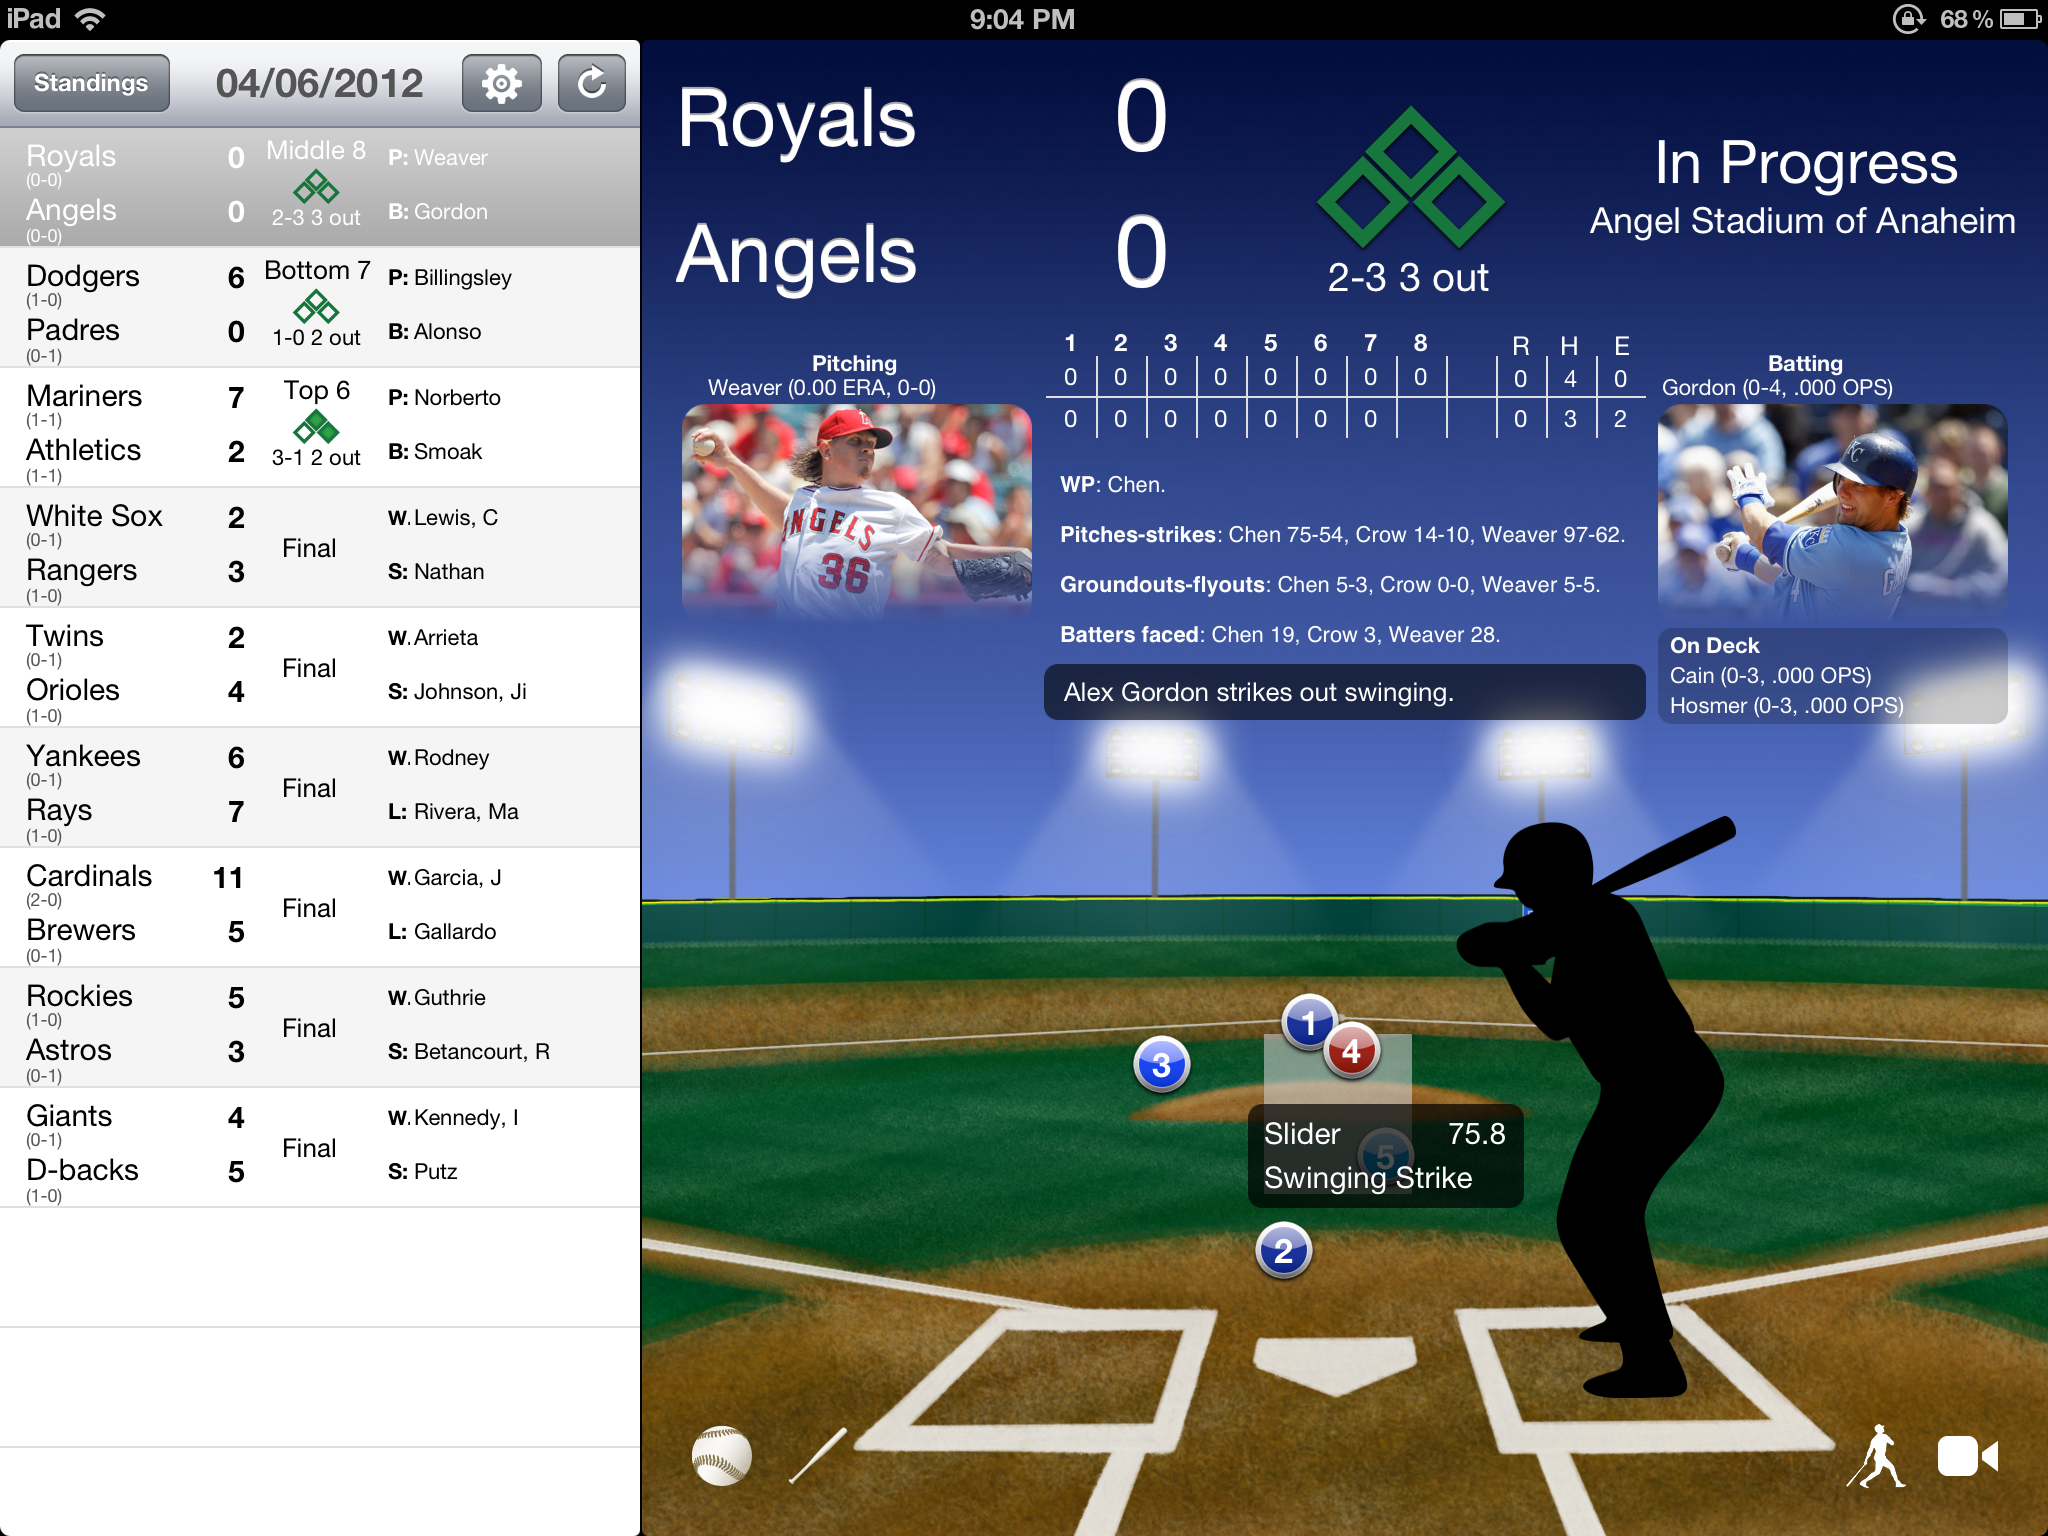 iPad 9:04 PM 68 %
Standings 04/06/2012
Royals 0 Middle 8 P: Weaver
(0-0)
Angels 0 2-3 3 out B: Gordon
(0-0)
Dodgers 6 Bottom 7 P: Billingsley
(1-0)
Padres 0 1-0 2 out B: Alonso
(0-1)
Mariners 7 Top 6 P: Norberto
(1-1)
Athletics 2 3-1 2 out B: Smoak
(1-1)
White Sox 2 W. Lewis, C
(0-1)
Final
Rangers 3 S: Nathan
(1-0)
Twins 2 W. Arrieta
(0-1)
Final
Orioles 4 S: Johnson, Ji
(1-0)
Yankees 6 W. Rodney
(0-1)
Final
Rays 7 L: Rivera, Ma
(1-0)
Cardinals 11 W. Garcia, J
(2-0)
Final
Brewers 5 L: Gallardo
(0-1)
Rockies 5 W. Guthrie
(1-0)
Final
Astros 3 S: Betancourt, R
(0-1)
Giants 4 W. Kennedy, I
(0-1)
Final
D-backs 5 S: Putz
(1-0)
Royals 0
Angels 0
2-3 3 out
In Progress
Angel Stadium of Anaheim
Pitching
Weaver (0.00 ERA, 0-0)
ANGELS
36
1 2 3 4 5 6 7 8 R H E
0 0 0 0 0 0 0 0 0 4 0
0 0 0 0 0 0 0 0 3 2
WP: Chen.
Pitches-strikes: Chen 75-54, Crow 14-10, Weaver 97-62.
Groundouts-flyouts: Chen 5-3, Crow 0-0, Weaver 5-5.
Batters faced: Chen 19, Crow 3, Weaver 28.
Alex Gordon strikes out swinging.
Batting
Gordon (0-4, .000 OPS)
KC
On Deck
Cain (0-3, .000 OPS)
Hosmer (0-3, .000 OPS)
1
4
3
Slider 75.8
5
Swinging Strike
2